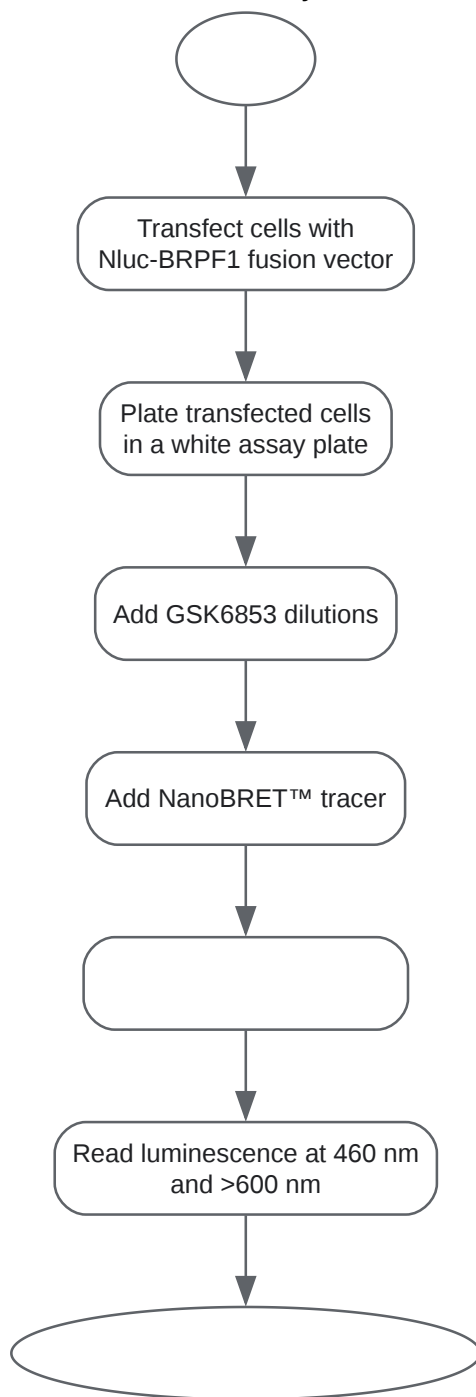 Transfect cells with
Nluc-BRPF1 fusion vector
Plate transfected cells
in a white assay plate
Add GSK6853 dilutions
Add NanoBRET™ tracer
Read luminescence at 460 nm
and >600 nm